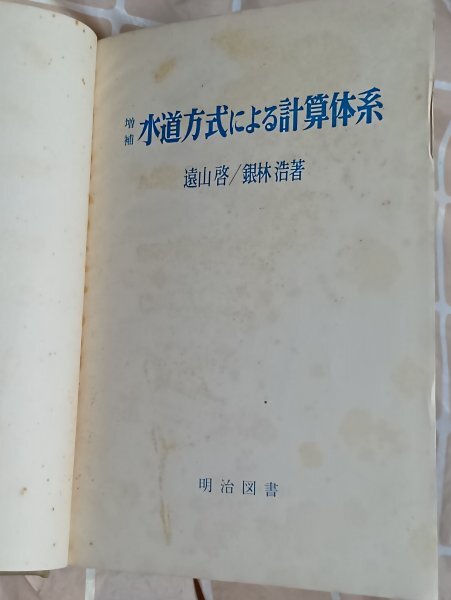 増補 水道方式による計算体系
遠山啓/銀林浩著
明治図書